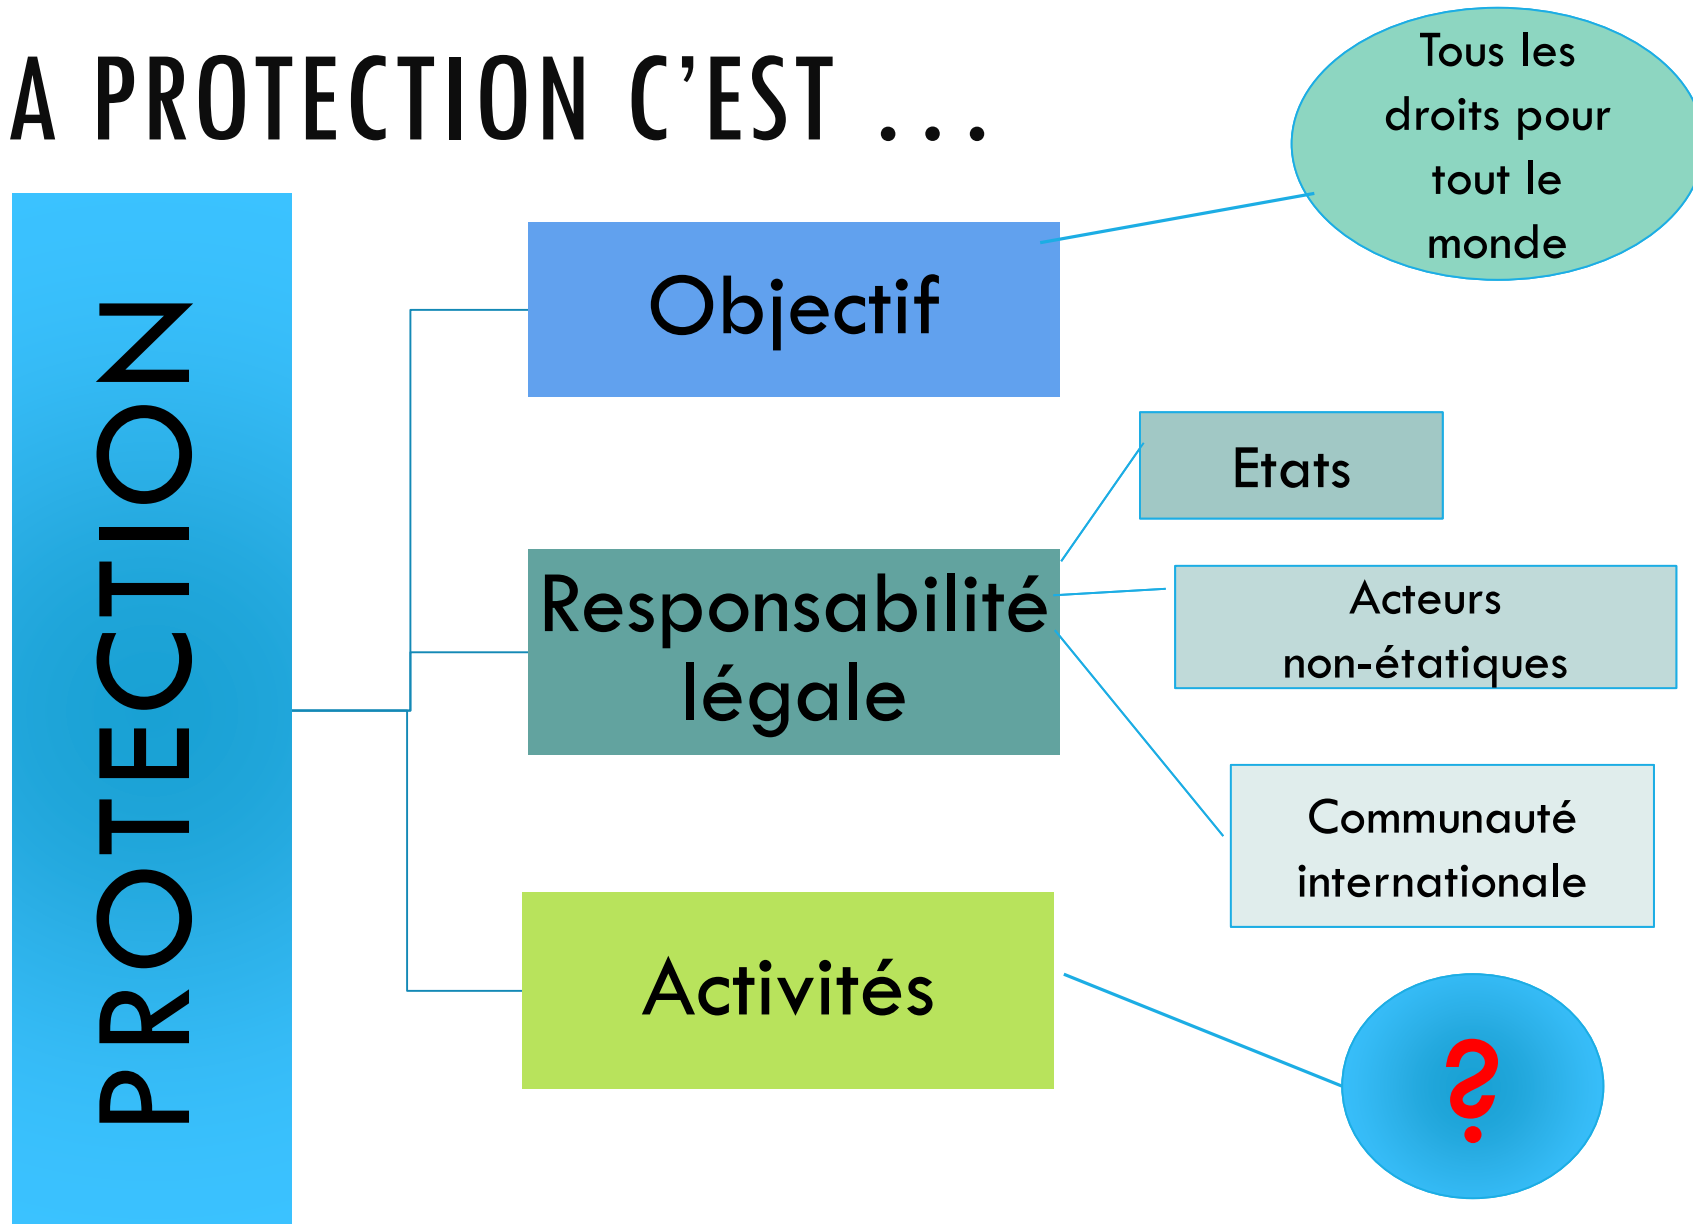 A PROTECTION C’EST ...
PROTECTION
Objectif
Tous les
droits pour
tout le
monde
Responsabilité
légale
Etats
Acteurs
non-étatiques
Communauté
internationale
Activités
?